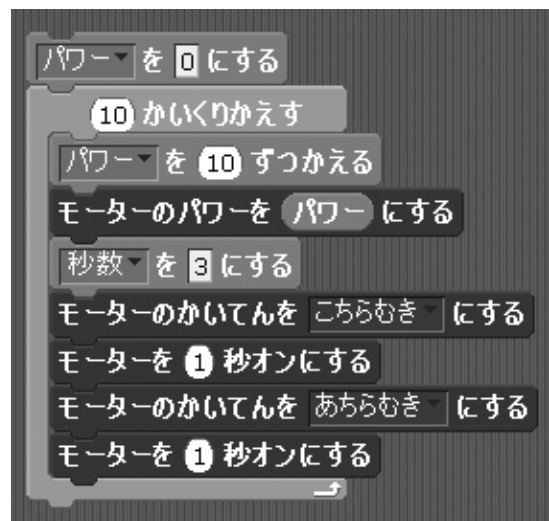 パワー を 0 にする
10 かいくりかえす
パワー を 10 ずつかえる
モーターのパワーを パワー にする
秒数 を 3 にする
モーターのかいてんを こちらむき にする
モーターを 1 秒オンにする
モーターのかいてんを あちらむき にする
モーターを 1 秒オンにする